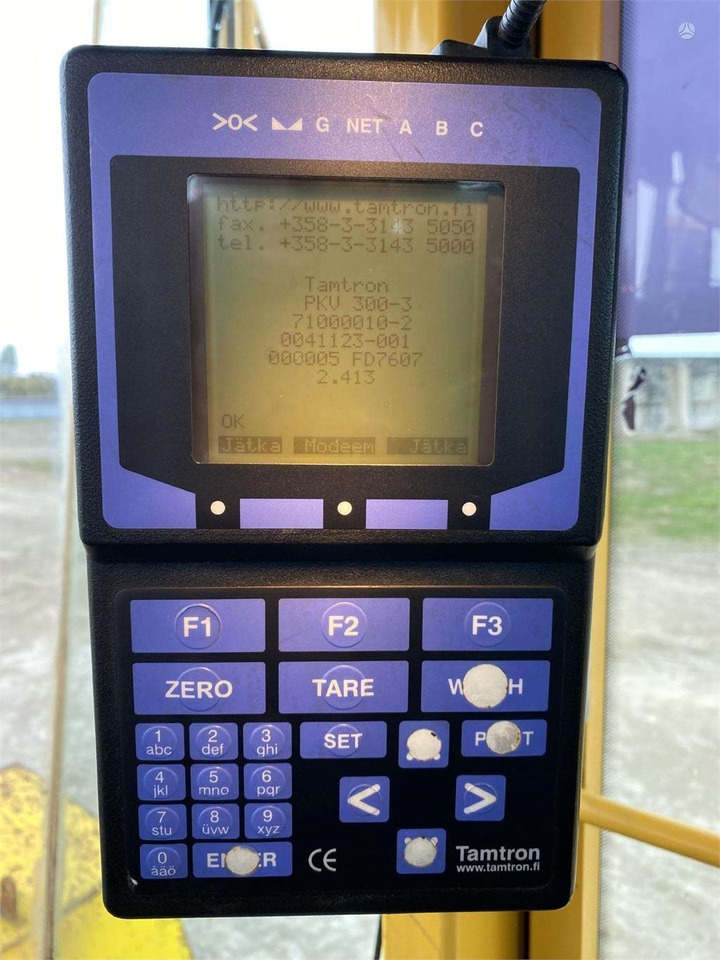 >0< G NET A B C
http://www.tamtron.fi
fax. +358-3-3143 5050
tel. +358-3-3143 5000
Tamtron
PKV 300-3
71000010-2
0041123-001
000005 FD7607
2.413
OK
Jätka Modeem Jätka
F1 F2 F3
ZERO TARE
1 abc 2 def 3 ghi SET
4 jkl 5 mno 6 pqr < >
7 stu 8 üvw 9 xyz
0 åäö CE Tamtron
www.tamtron.fi